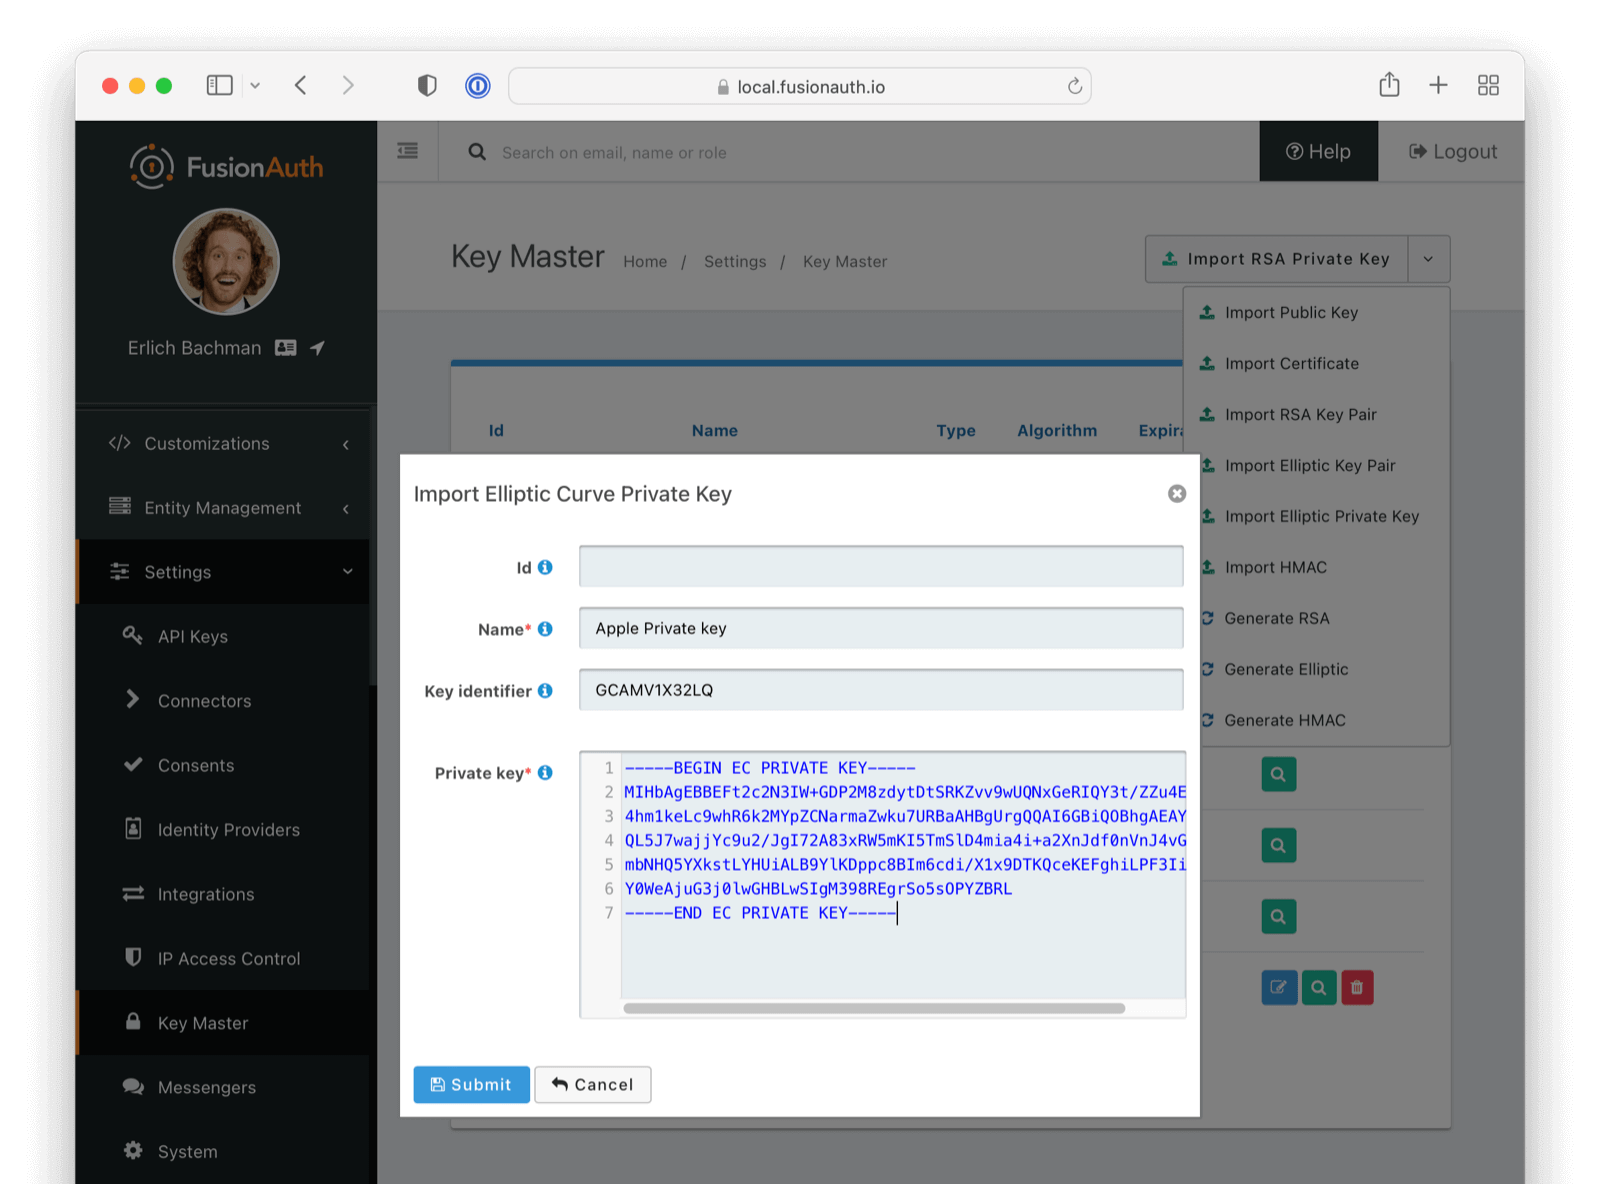 local.fusionauth.io
FusionAuth
Search on email, name or role
Help
Logout
Erlich Bachman
Key Master
Home / Settings / Key Master
Import RSA Private Key
Import Public Key
Import Certificate
Import RSA Key Pair
Import Elliptic Key Pair
Import Elliptic Private Key
Import HMAC
Generate RSA
Generate Elliptic
Generate HMAC
Customizations
Entity Management
Settings
API Keys
Connectors
Consents
Identity Providers
Integrations
IP Access Control
Key Master
Messengers
System
Id Name Type Algorithm Expira
Import Elliptic Curve Private Key
Id
Name* Apple Private key
Key identifier GCAMV1X32LQ
Private key*
1 -----BEGIN EC PRIVATE KEY-----
2 MIHbAgEBBEFt2c2N3IW+GDP2M8zdytDtSRKZvv9wUQNxGeRIQY3t/ZZu4E
3 4hm1keLc9whR6k2MYpZCNarmaZwku7URBaAHBgUrgQQAI6GBiQOBhgAEAY
4 QL5J7wajjYc9u2/JgI72A83xRW5mKI5TmSlD4mia4i+a2XnJdf0nVnJ4vG
5 mbNHQ5YXkstLYHUiALB9YlKDppc8BIm6cdi/X1x9DTKQceKEFghiLPF3Ii
6 Y0WeAjuG3j0lwGHBLwSIgM398REgrSo5sOPYZBRL
7 -----END EC PRIVATE KEY-----
Submit
Cancel